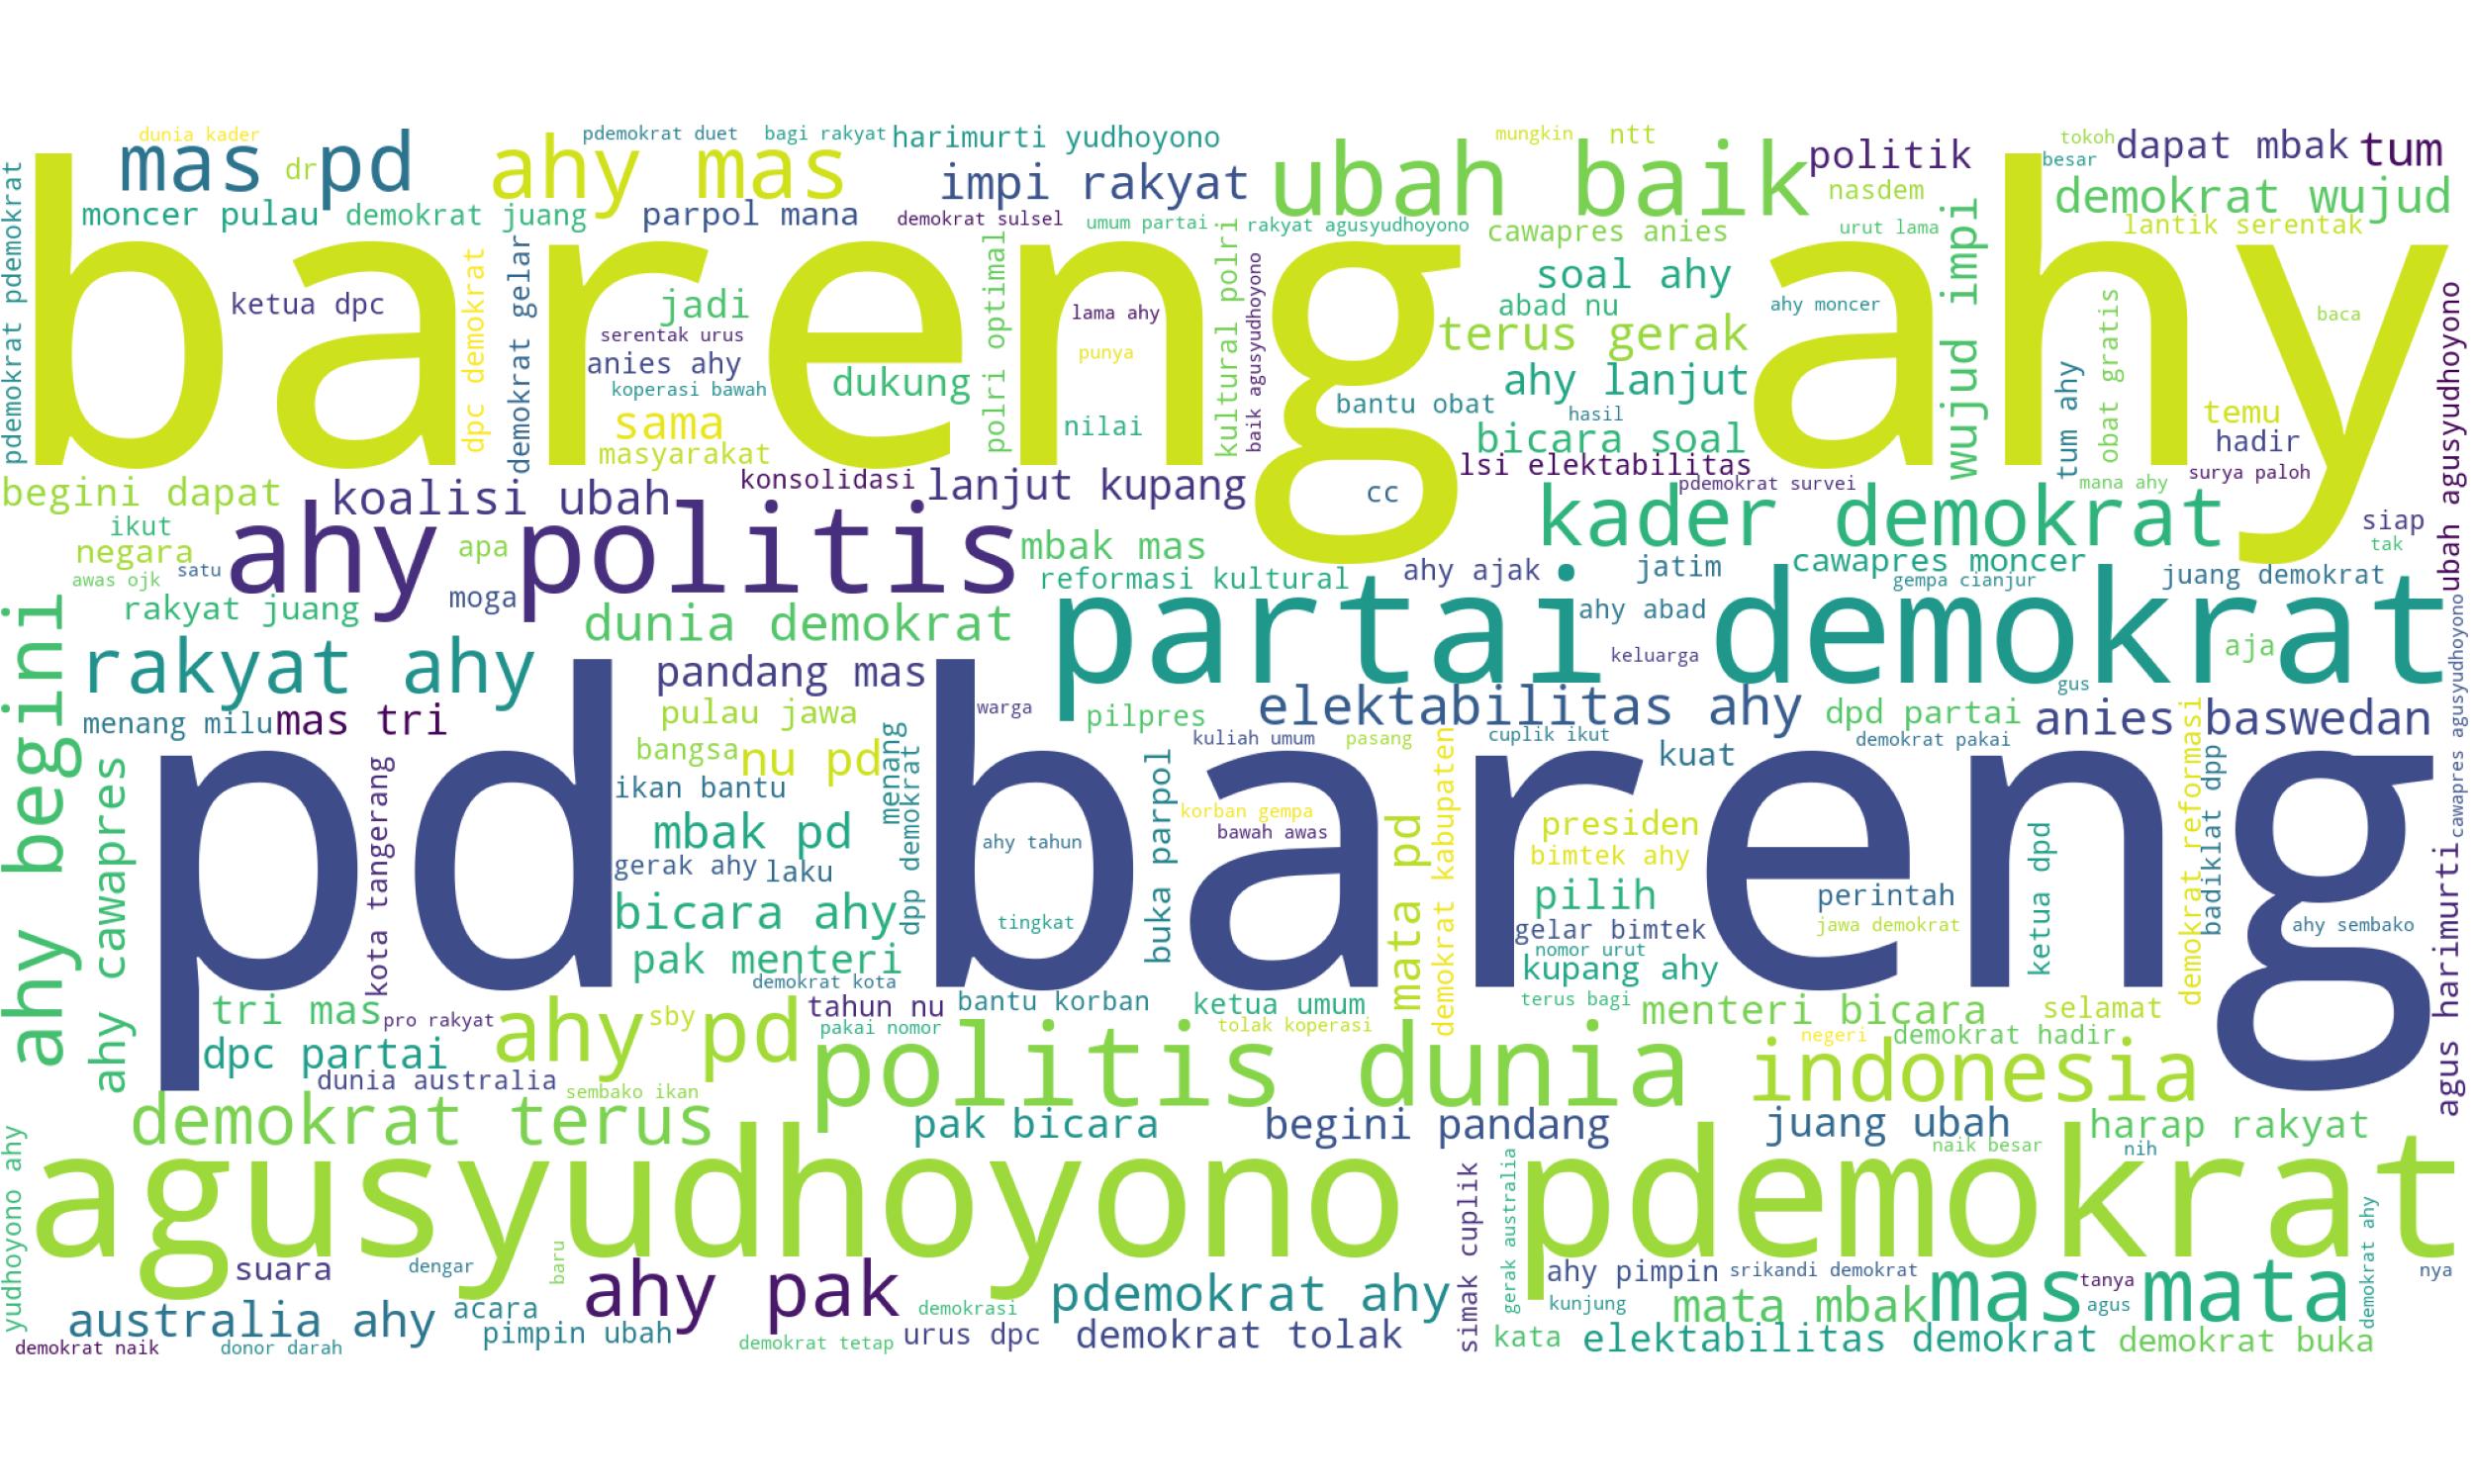 dunia kader
pdemokrat duet
bagi rakyat
harimurti yudhoyono
mungkin
ntt
tokoh
mas
dr
pd
ahy mas
impi rakyat
ubah baik
politik
besar
dapat mbak
tum
nasdem
demokrat wujud
moncer pulau
demokrat juang
parpol mana
demokrat sulsel
umum partai
rakyat agusyudhoyono
cawapres anies
urut lama
lantik serentak
pdemokrat pdemokrat
bareng ahy
dpc demokrat
demokrat gelar
polri optimal
kultural polri
baik agusyudhoyono
wujud impi
ketua dpc
jadi
lama ahy
soal ahy
abad nu
ahy moncer
baca
serentak urus
anies ahy
punya
terus gerak
koperasi bawah
dukung
ahy lanjut
tum ahy
obat gratis
ubah agusyudhoyono
sama
nilai
bantu obat
hasil
temu
masyarakat
bicara soal
hadir
konsolidasi
lanjut kupang
lsi elektabilitas
pdemokrat survei
mana ahy
surya paloh
begini dapat
koalisi ubah
cc
kader demokrat
siap
ikut
negara
apa
ahy politis
mbak mas
tak
awas ojk
satu
reformasi kultural
ahy ajak
jatim
cawapres moncer
gempa cianjur
juang demokrat
rakyat juang
moga
dunia demokrat
partai demokrat
ahy abad
ahy begini
rakyat ahy
pandang mas
keluarga
aja
gus
menang milu
mas tri
pulau jawa
warga
pilpres
elektabilitas ahy
dpd partai
anies baswedan
cawapres agusyudhoyono
bangsa
nu pd
menang
kuliah umum
pasang
cuplik ikut
demokrat pakai
kuat
pd bareng
ahy cawapres
kota tangerang
ikan bantu
dpp demokrat
buka parpol
korban gempa
bawah awas
mata pd
demokrat kabupaten
presiden
demokrat reformasi
badiklat dpp
mbak pd
ahy tahun
bimtek ahy
ketua dpd
agus harimurti
gerak ahy
laku
pilih
perintah
bicara ahy
tingkat
gelar bimtek
jawa demokrat
ahy sembako
nomor urut
pak menteri
demokrat kota
kupang ahy
tri mas
pro rakyat
ahy pd
sby
tahun nu
bantu korban
ketua umum
terus bagi
menteri bicara
selamat
pakai nomor
tolak koperasi
negeri
demokrat hadir
dpc partai
politis dunia
indonesia
dunia australia
sembako ikan
demokrat terus
pak bicara
begini pandang
juang ubah
harap rakyat
naik besar
nih
yudhoyono ahy
agusyudhoyono
pdemokrat
simak cuplik
gerak australia
demokrat ahy
suara
dengar
baru
ahy pak
ahy pimpin
srikandi demokrat
mas
tanya
mata
nya
australia ahy
acara
demokrasi
pdemokrat ahy
kunjung
mata mbak
agus
demokrat naik
donor darah
pimpin ubah
demokrat tetap
urus dpc
demokrat tolak
kata
elektabilitas demokrat
demokrat buka